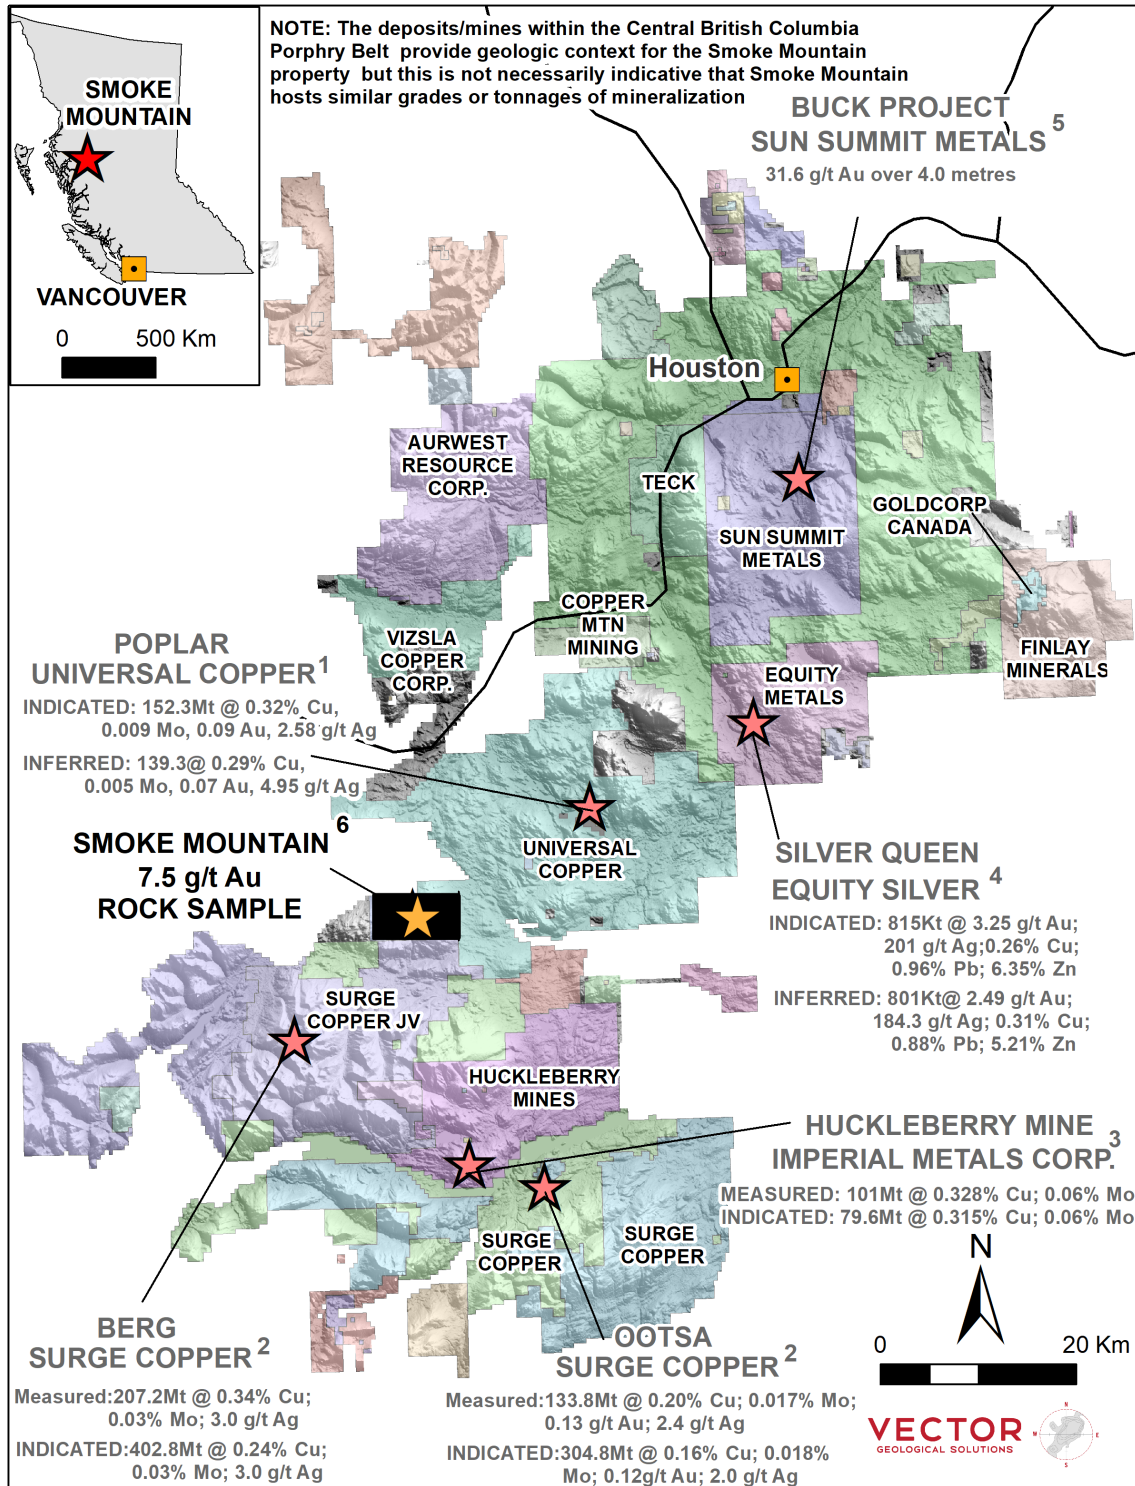 NOTE: The deposits/mines within the Central British Columbia
Porphry Belt provide geologic context for the Smoke Mountain
property but this is not necessarily indicative that Smoke Mountain
hosts similar grades or tonnages of mineralization
SMOKE
MOUNTAIN
VANCOUVER
0 500 Km
BUCK PROJECT
SUN SUMMIT METALS 5
31.6 g/t Au over 4.0 metres
Houston
AURWEST
RESOURCE
CORP.
TECK
GOLDCORP
CANADA
SUN SUMMIT
METALS
COPPER
MTN
MINING
VIZSLA
COPPER
CORP.
FINLAY
MINERALS
EQUITY
METALS
POPLAR
UNIVERSAL COPPER 1
INDICATED: 152.3Mt @ 0.32% Cu,
0.009 Mo, 0.09 Au, 2.58 g/t Ag
INFERRED: 139.3@ 0.29% Cu,
0.005 Mo, 0.07 Au, 4.95 g/t Ag
UNIVERSAL
COPPER
SMOKE MOUNTAIN 6
7.5 g/t Au
ROCK SAMPLE
SILVER QUEEN
EQUITY SILVER 4
INDICATED: 815Kt @ 3.25 g/t Au;
201 g/t Ag;0.26% Cu;
0.96% Pb; 6.35% Zn
INFERRED: 801Kt@ 2.49 g/t Au;
184.3 g/t Ag; 0.31% Cu;
0.88% Pb; 5.21% Zn
SURGE
COPPER JV
HUCKLEBERRY
MINES
HUCKLEBERRY MINE
IMPERIAL METALS CORP. 3
MEASURED: 101Mt @ 0.328% Cu; 0.06% Mo
INDICATED: 79.6Mt @ 0.315% Cu; 0.06% Mo
SURGE
COPPER
SURGE
COPPER
N
0 20 Km
BERG
SURGE COPPER 2
Measured:207.2Mt @ 0.34% Cu;
0.03% Mo; 3.0 g/t Ag
INDICATED:402.8Mt @ 0.24% Cu;
0.03% Mo; 3.0 g/t Ag
OOTSA
SURGE COPPER 2
Measured:133.8Mt @ 0.20% Cu; 0.017% Mo;
0.13 g/t Au; 2.4 g/t Ag
INDICATED:304.8Mt @ 0.16% Cu; 0.018%
Mo; 0.12g/t Au; 2.0 g/t Ag
VECTOR
GEOLOGICAL SOLUTIONS
N
W E
S